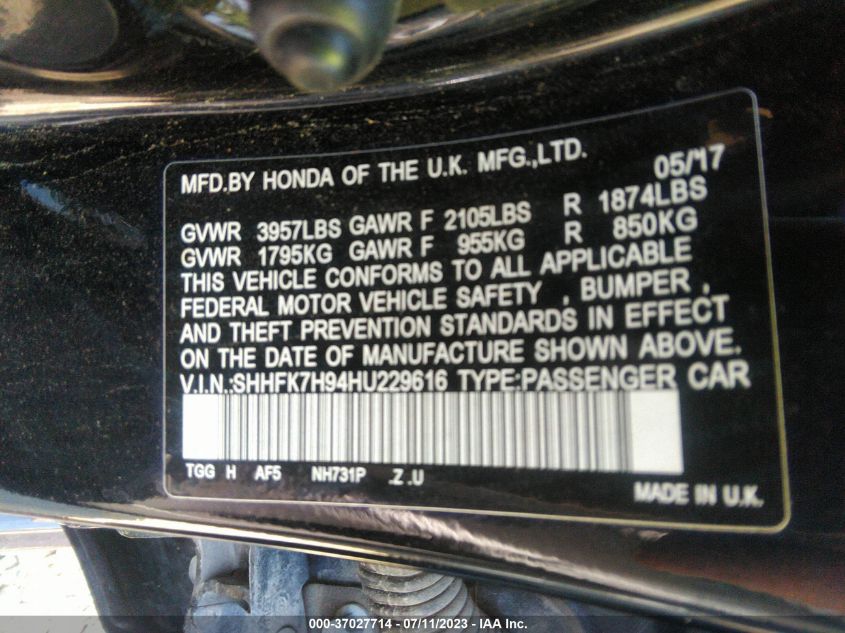 MFD.BY HONDA OF THE U.K. MFG.,LTD. 05/'17
GVWR 3957LBS GAWR F 2105LBS R 1874LBS
GVWR 1795KG GAWR F 955KG R 850KG
THIS VEHICLE CONFORMS TO ALL APPLICABLE
FEDERAL MOTOR VEHICLE SAFETY , BUMPER ,
AND THEFT PREVENTION STANDARDS IN EFFECT
ON THE DATE OF MANUFACTURE SHOWN ABOVE.
V.I.N.:SHHFK7H94HU229616 TYPE:PASSENGER CAR
TGG H AF5 NH731P .Z .U
MADE IN U.K.
000-37027714 - 07/11/2023 - IAA Inc.